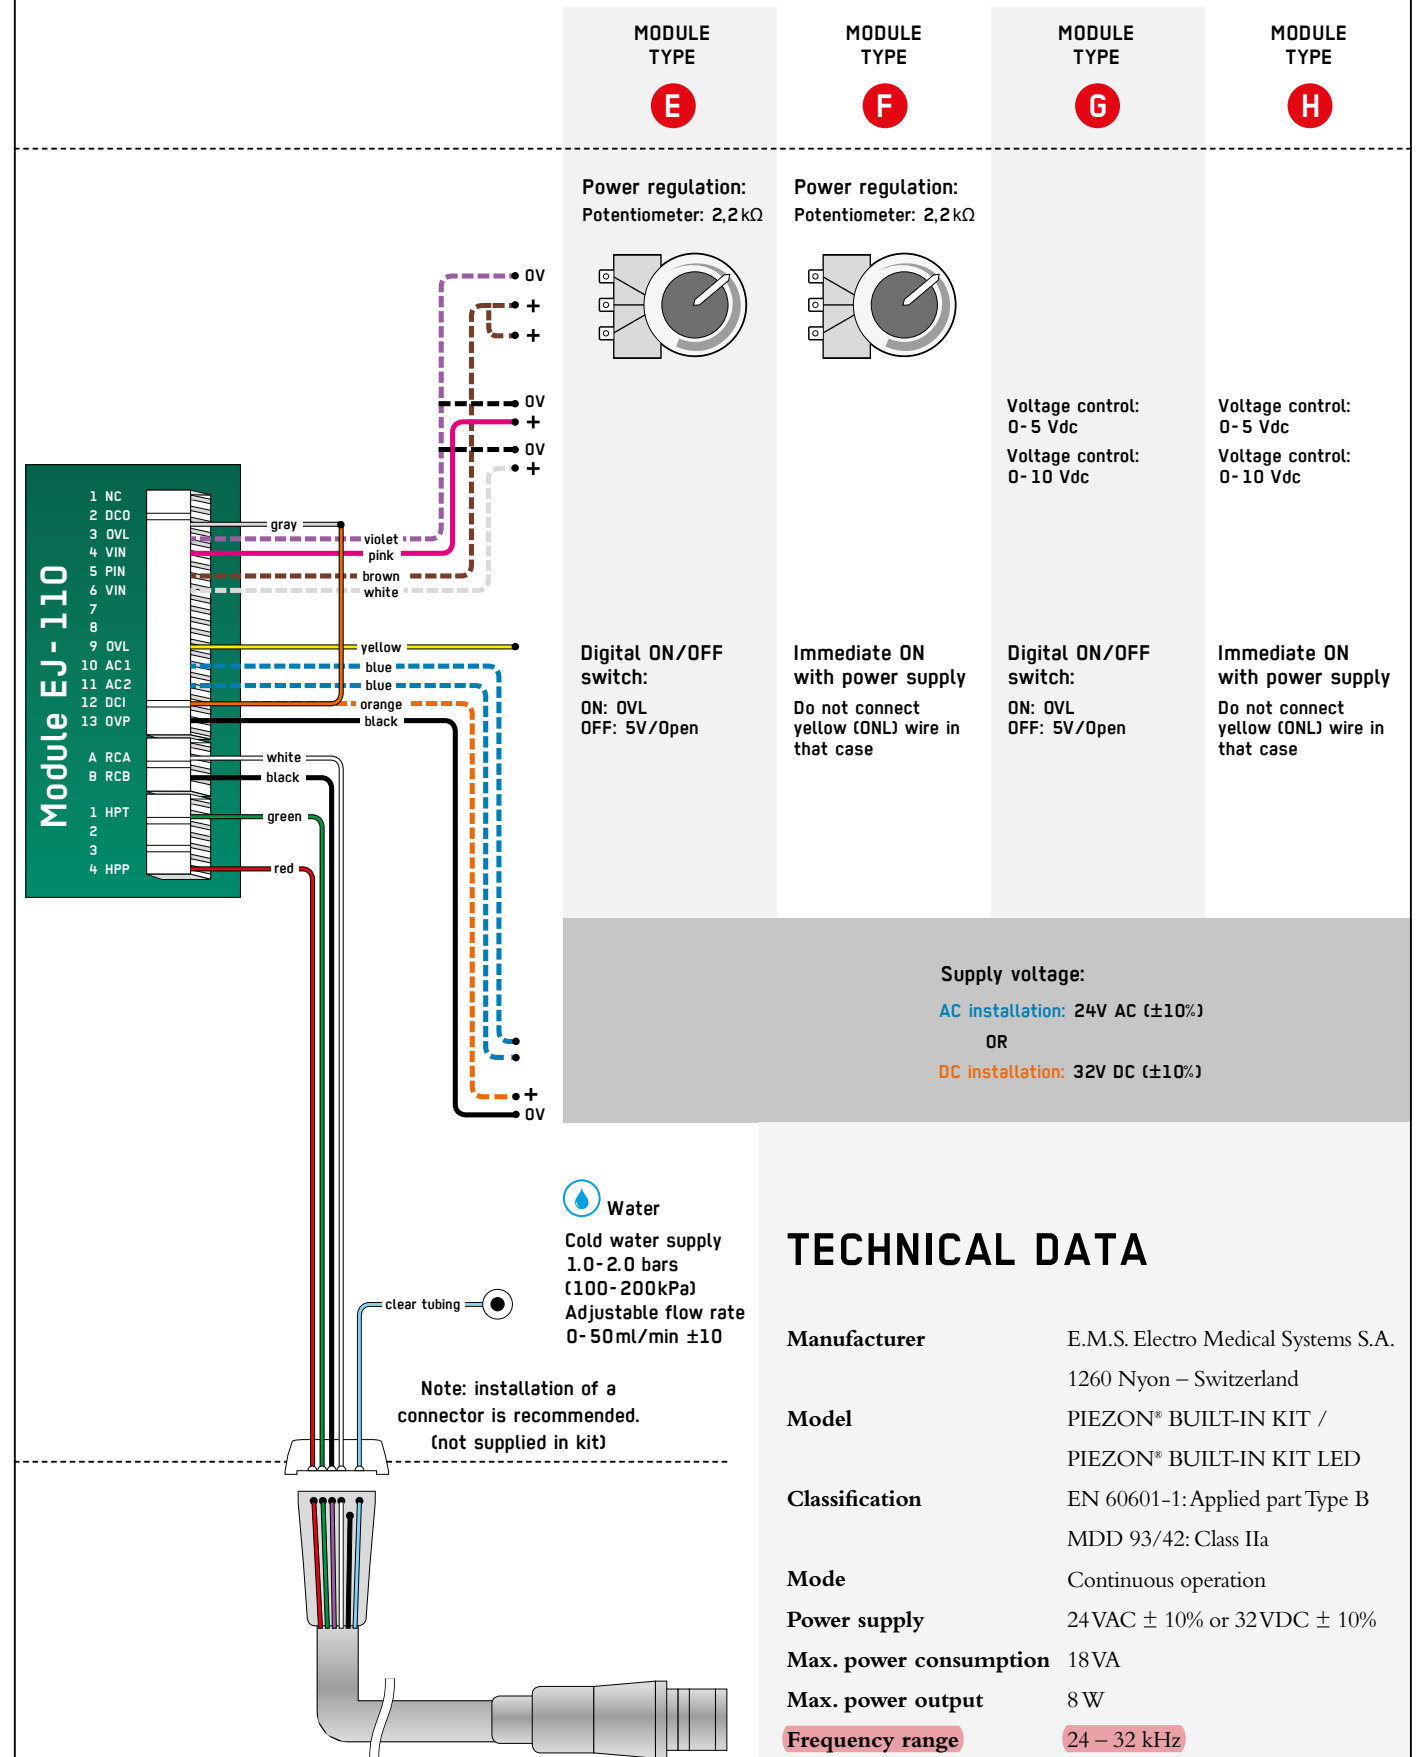 MODULE
TYPE
E
MODULE
TYPE
F
MODULE
TYPE
G
MODULE
TYPE
H
Power regulation:
Potentiometer: 2,2 kΩ
Power regulation:
Potentiometer: 2,2 kΩ
0V
+
+
0V
+
0V
+
Voltage control:
0-5 Vdc
Voltage control:
0-10 Vdc
Voltage control:
0-5 Vdc
Voltage control:
0-10 Vdc
Module EJ-110
1 NC
2 DCO
3 OVL
4 VIN
5 PIN
6 VIN
7
8
9 OVL
10 AC1
11 AC2
12 DCI
13 OVP
A RCA
B RCB
1 HPT
2
3
4 HPP
gray
violet
pink
brown
white
yellow
blue
blue
orange
black
white
black
green
red
Digital ON/OFF
switch:
ON: OVL
OFF: 5V/Open
Immediate ON
with power supply
Do not connect
yellow (ONL) wire in
that case
Digital ON/OFF
switch:
ON: OVL
OFF: 5V/Open
Immediate ON
with power supply
Do not connect
yellow (ONL) wire in
that case
Supply voltage:
AC installation: 24V AC (±10%)
OR
DC installation: 32V DC (±10%)
+
0V
Water
Cold water supply
1.0-2.0 bars
(100-200kPa)
Adjustable flow rate
0-50ml/min ±10
clear tubing
Note: installation of a
connector is recommended.
(not supplied in kit)
TECHNICAL DATA
Manufacturer E.M.S. Electro Medical Systems S.A.
1260 Nyon – Switzerland
Model PIEZON® BUILT-IN KIT /
PIEZON® BUILT-IN KIT LED
Classification EN 60601-1: Applied part Type B
MDD 93/42: Class IIa
Mode Continuous operation
Power supply 24 VAC ± 10% or 32 VDC ± 10%
Max. power consumption 18 VA
Max. power output 8 W
Frequency range 24 – 32 kHz